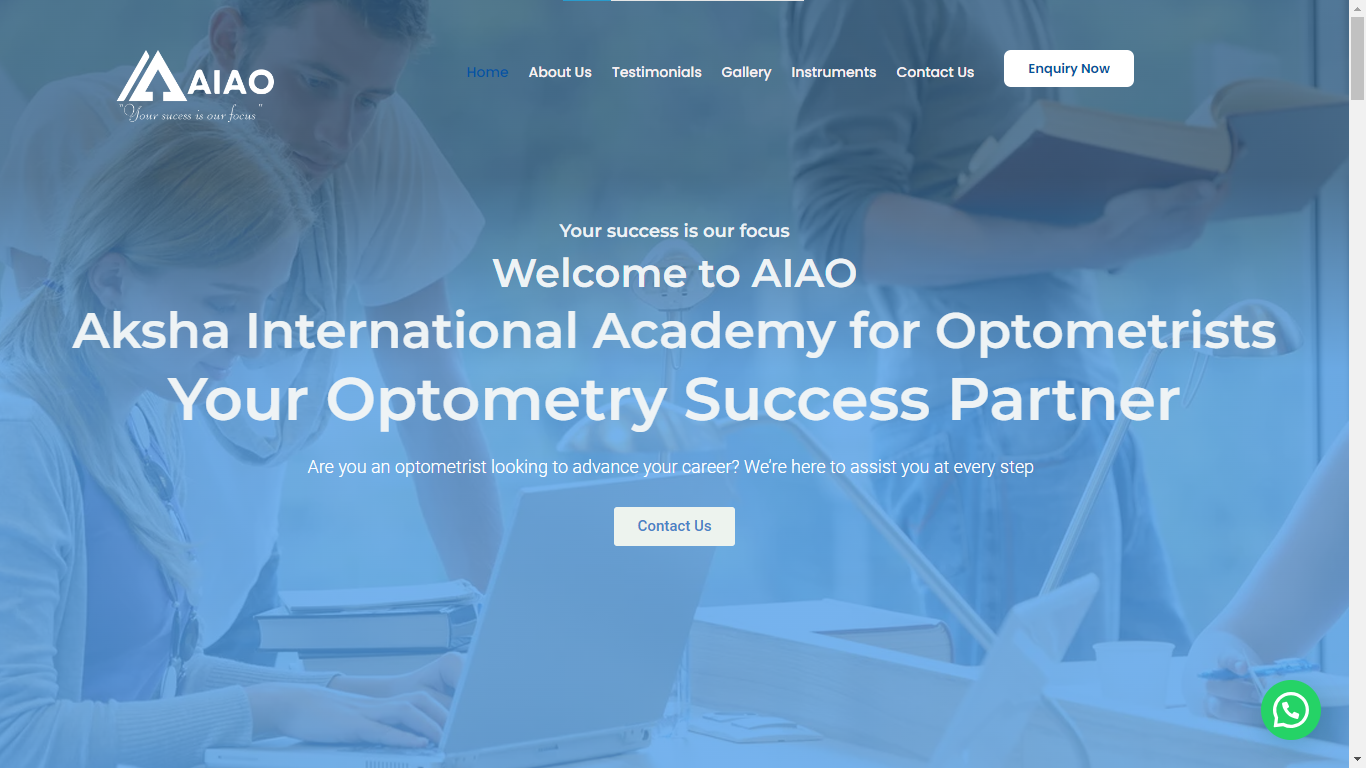 AIAO
"Your sucess is our focus"
Home About Us Testimonials Gallery Instruments Contact Us Enquiry Now
Your success is our focus
Welcome to AIAO
Aksha International Academy for Optometrists
Your Optometry Success Partner
Are you an optometrist looking to advance your career? We’re here to assist you at every step
Contact Us